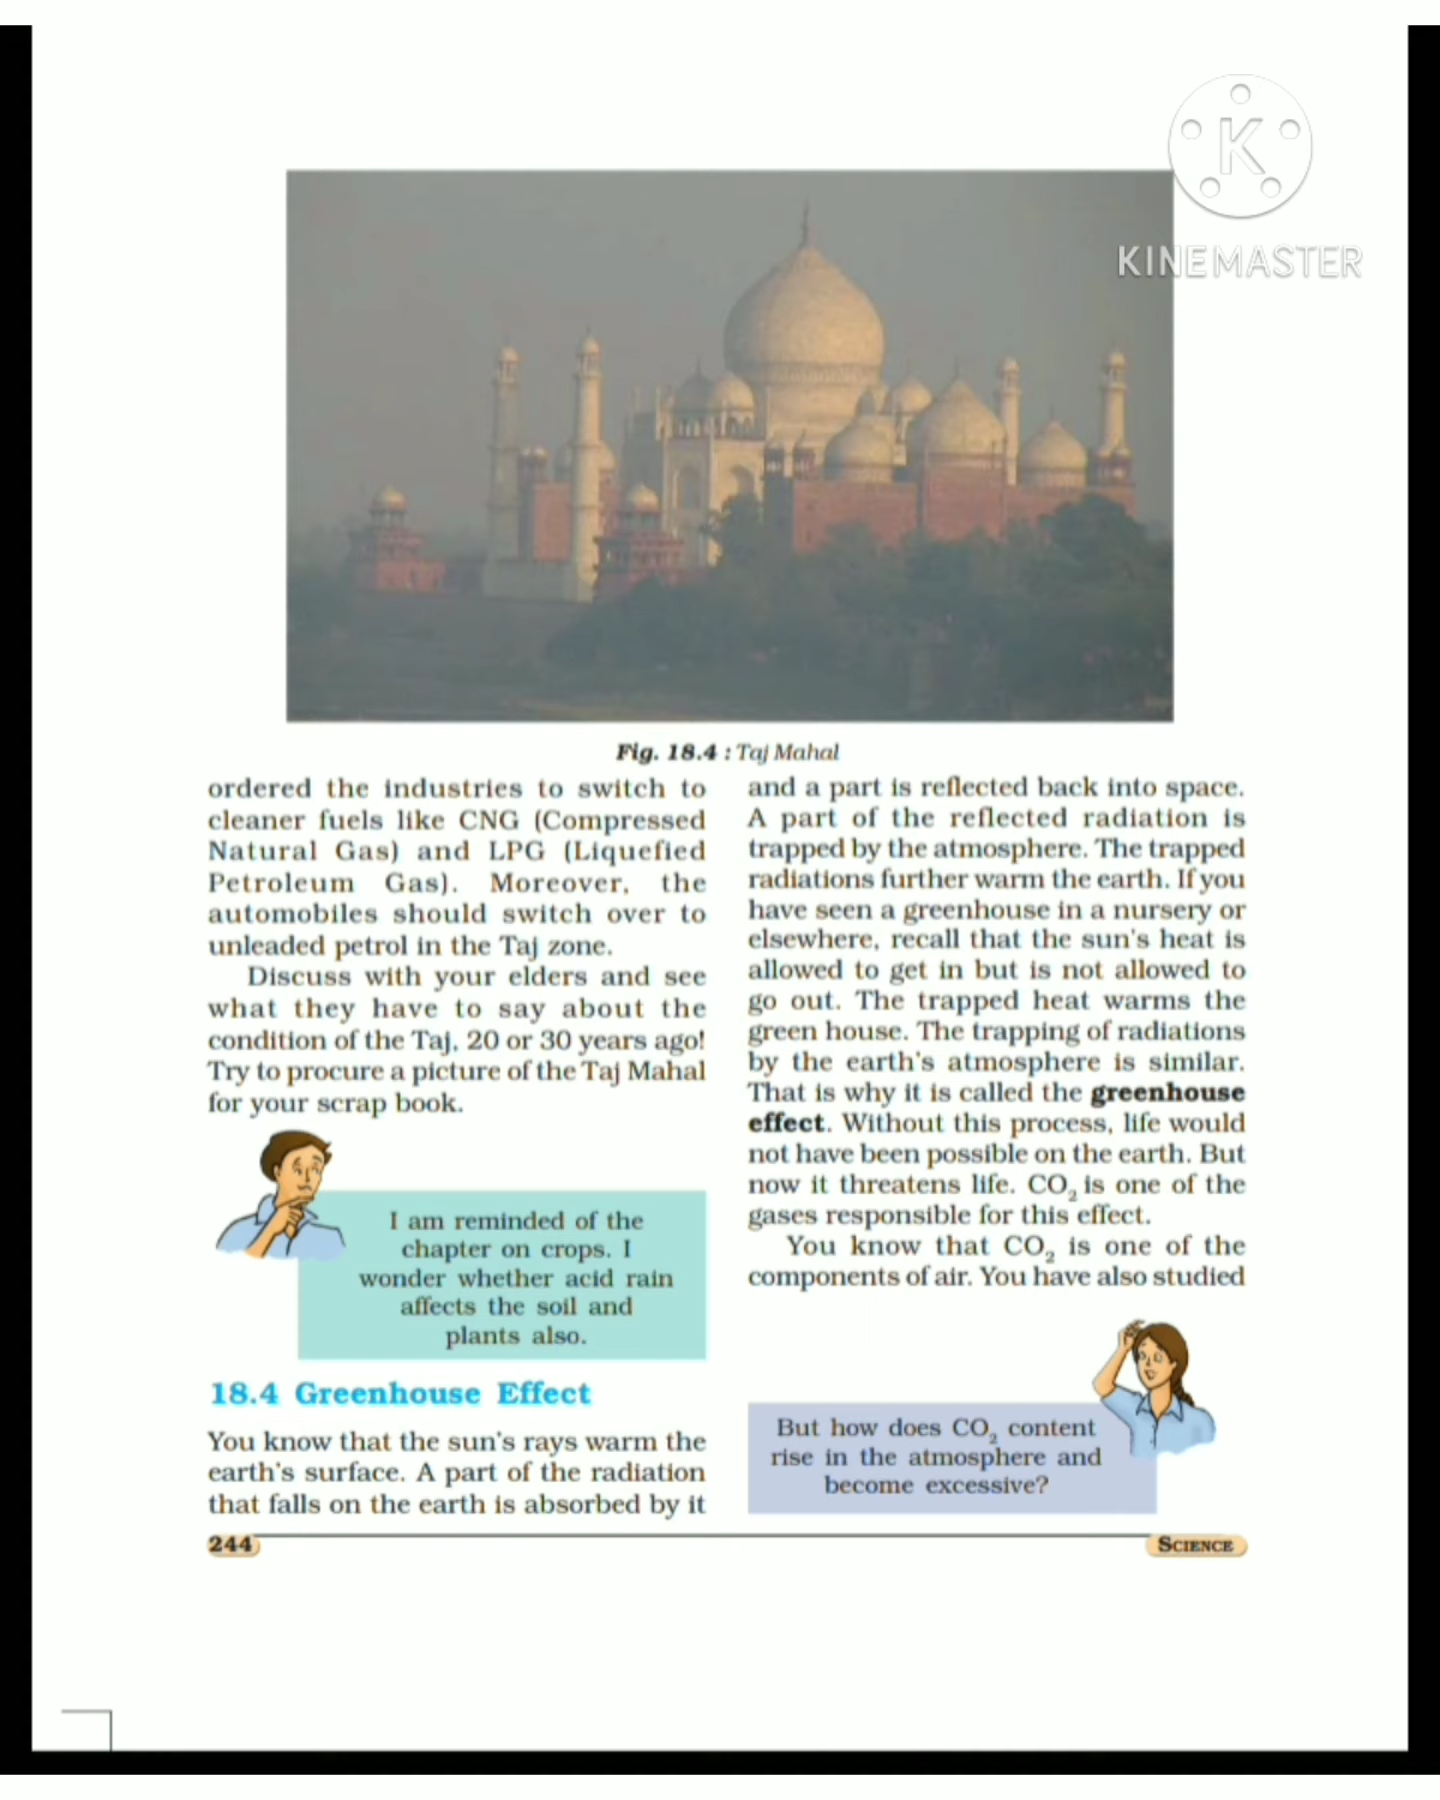 K
KINEMASTER
Fig. 18.4 : Taj Mahal
ordered the industries to switch to
cleaner fuels like CNG (Compressed
Natural Gas) and LPG (Liquefied
Petroleum Gas). Moreover, the
automobiles should switch over to
unleaded petrol in the Taj zone.
Discuss with your elders and see
what they have to say about the
condition of the Taj, 20 or 30 years ago!
Try to procure a picture of the Taj Mahal
for your scrap book.
I am reminded of the
chapter on crops. I
wonder whether acid rain
affects the soil and
plants also.
18.4 Greenhouse Effect
You know that the sun's rays warm the
earth's surface. A part of the radiation
that falls on the earth is absorbed by it
and a part is reflected back into space.
A part of the reflected radiation is
trapped by the atmosphere. The trapped
radiations further warm the earth. If you
have seen a greenhouse in a nursery or
elsewhere, recall that the sun's heat is
allowed to get in but is not allowed to
go out. The trapped heat warms the
green house. The trapping of radiations
by the earth's atmosphere is similar.
That is why it is called the greenhouse
effect. Without this process, life would
not have been possible on the earth. But
now it threatens life. CO₂ is one of the
gases responsible for this effect.
You know that CO₂ is one of the
components of air. You have also studied
But how does CO₂ content
rise in the atmosphere and
become excessive?
244
SCIENCE